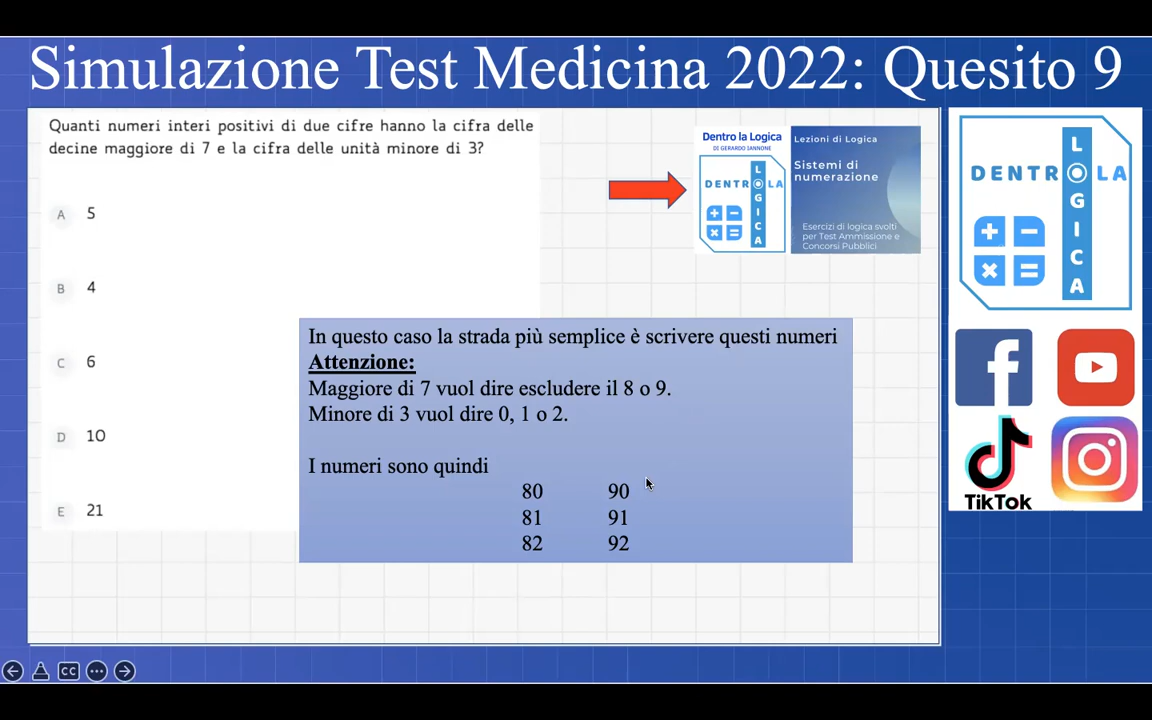 Simulazione Test Medicina 2022: Quesito 9
Quanti numeri interi positivi di due cifre hanno la cifra delle
decine maggiore di 7 e la cifra delle unità minore di 3?
A 5
B 4
C 6
D 10
E 21
Dentro la Logica
DI GERARDO IANNONE
DENTRO LA
LOGICA
Lezioni di Logica
Sistemi di
numerazione
Esercizi di logica svolti
per Test Ammissione e
Concorsi Pubblici
In questo caso la strada più semplice è scrivere questi numeri
Attenzione:
Maggiore di 7 vuol dire escludere il 8 o 9.
Minore di 3 vuol dire 0, 1 o 2.
I numeri sono quindi
80 90
81 91
82 92
DENTRO LA
LOGICA
TikTok
CC